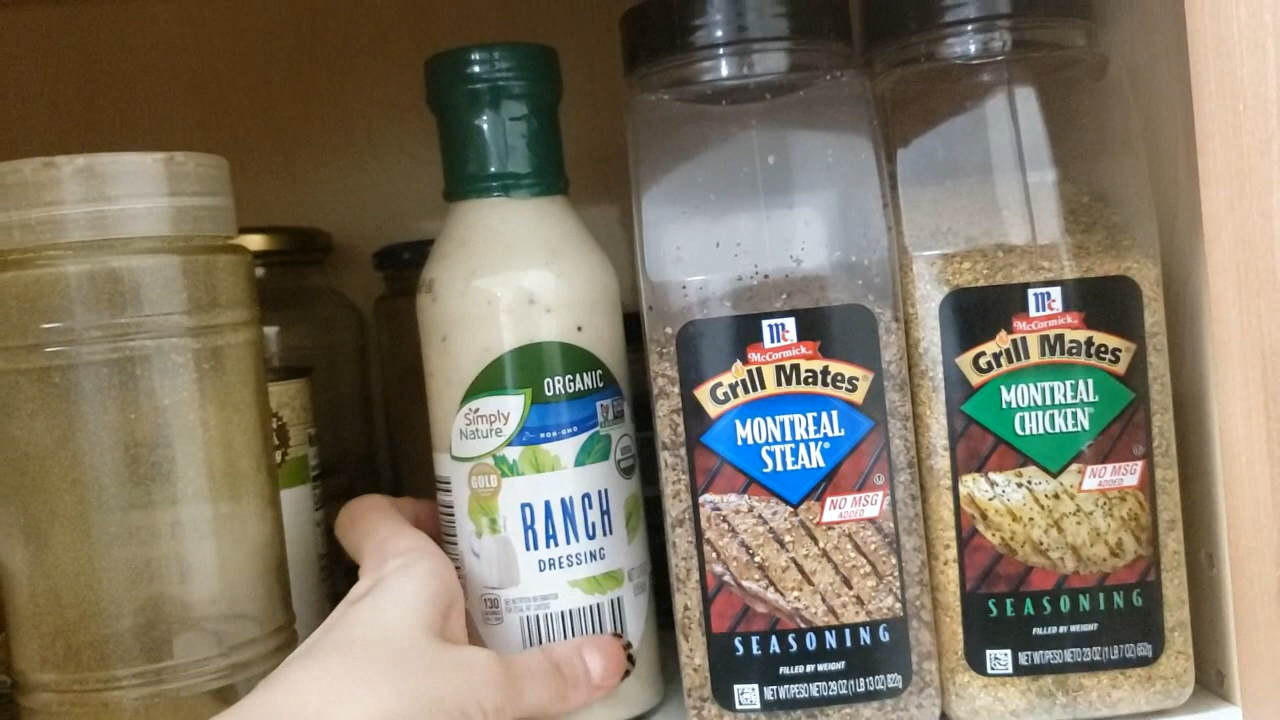 ORGANIC
Simply
Nature
NON-GMO
GOLD
RANCH
DRESSING
130
Mc
McCormick
Grill Mates®
MONTREAL
STEAK®
NO MSG
ADDED
SEASONING
FILLED BY WEIGHT
NET WT/PESO NETO 29 OZ (1 LB 13 OZ) 822g
Mc
McCormick
Grill Mates®
MONTREAL
CHICKEN®
NO MSG
ADDED
SEASONING
FILLED BY WEIGHT
NET WT/PESO NETO 23 OZ (1 LB 7 OZ) 652g